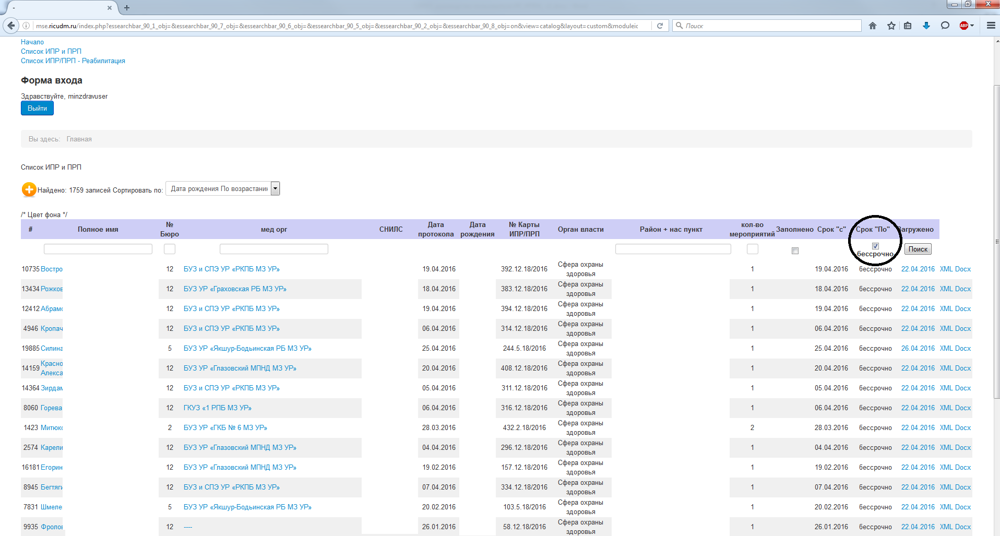 -
mse.ricudm.ru/index.php?essearchbar_90_1_obj=&essearchbar_90_7_obj=&essearchbar_90_6_obj=&essearchbar_90_5_obj=&essearchbar_90_2_obj=&essearchbar_90_8_obj=on&view=catalog&layout=custom&moduleic
Поиск
ABP
Начало
Список ИПР и ПРП
Список ИПР/ПРП - Реабилитация
Форма входа
Здравствуйте, minzdravuser
Выйти
Вы здесь: Главная
Список ИПР и ПРП
Найдено: 1759 записей Сортировать по: Дата рождения По возрастани
/* Цвет фона */
# Полное имя № Бюро мед орг СНИЛС Дата протокола Дата рождения № Карты ИПР/ПРП Орган власти Район + нас пункт кол-во мероприятий Заполнено Срок "с" Срок "По" Загружено
бессрочно Поиск
10735 Востро 12 БУЗ и СПЭ УР «РКПБ МЗ УР» 19.04.2016 392.12.18/2016 Сфера охраны здоровья 1 19.04.2016 бессрочно 22.04.2016 XML Docx
13434 Рожков 12 БУЗ УР «Граховская РБ МЗ УР» 18.04.2016 383.12.18/2016 Сфера охраны здоровья 1 18.04.2016 бессрочно 22.04.2016 XML Docx
12412 Абрамс 12 БУЗ и СПЭ УР «РКПБ МЗ УР» 19.04.2016 394.12.18/2016 Сфера охраны здоровья 1 19.04.2016 бессрочно 22.04.2016 XML Docx
4946 Кропач 12 БУЗ и СПЭ УР «РКПБ МЗ УР» 06.04.2016 314.12.18/2016 Сфера охраны здоровья 1 06.04.2016 бессрочно 22.04.2016 XML Docx
19885 Силина 5 БУЗ УР «Якшур-Бодьинская РБ МЗ УР» 25.04.2016 244.5.18/2016 Сфера охраны здоровья 1 25.04.2016 бессрочно 26.04.2016 XML Docx
14159 Красно Алекса 12 БУЗ УР «Глазовский МПНД МЗ УР» 20.04.2016 408.12.18/2016 Сфера охраны здоровья 1 20.04.2016 бессрочно 22.04.2016 XML Docx
14364 Зирдам 12 БУЗ и СПЭ УР «РКПБ МЗ УР» 05.04.2016 311.12.18/2016 Сфера охраны здоровья 1 05.04.2016 бессрочно 22.04.2016 XML Docx
8060 Горева 12 ГКУЗ «1 РПБ МЗ УР» 06.04.2016 316.12.18/2016 Сфера охраны здоровья 1 06.04.2016 бессрочно 22.04.2016 XML Docx
1423 Митюкс 2 БУЗ УР «ГКБ № 6 МЗ УР» 28.03.2016 432.2.18/2016 Сфера охраны здоровья 2 28.03.2016 бессрочно 22.04.2016 XML Docx
2574 Карели 12 БУЗ УР «Глазовский МПНД МЗ УР» 04.04.2016 296.12.18/2016 Сфера охраны здоровья 1 04.04.2016 бессрочно 22.04.2016 XML Docx
16181 Егорин 12 БУЗ УР «Глазовский МПНД МЗ УР» 19.02.2016 157.12.18/2016 Сфера охраны здоровья 1 19.02.2016 бессрочно 22.04.2016 XML Docx
8945 Бегтяги 12 БУЗ и СПЭ УР «РКПБ МЗ УР» 07.04.2016 334.12.18/2016 Сфера охраны здоровья 1 07.04.2016 бессрочно 22.04.2016 XML Docx
7831 Шмеле 5 БУЗ УР «Якшур-Бодьинская РБ МЗ УР» 20.02.2016 103.5.18/2016 Сфера охраны здоровья 1 20.02.2016 бессрочно 22.04.2016 XML Docx
9935 Фролов 12 ---- 26.01.2016 58.12.18/2016 Сфера охраны здоровья 1 26.01.2016 бессрочно 22.04.2016 XML Docx